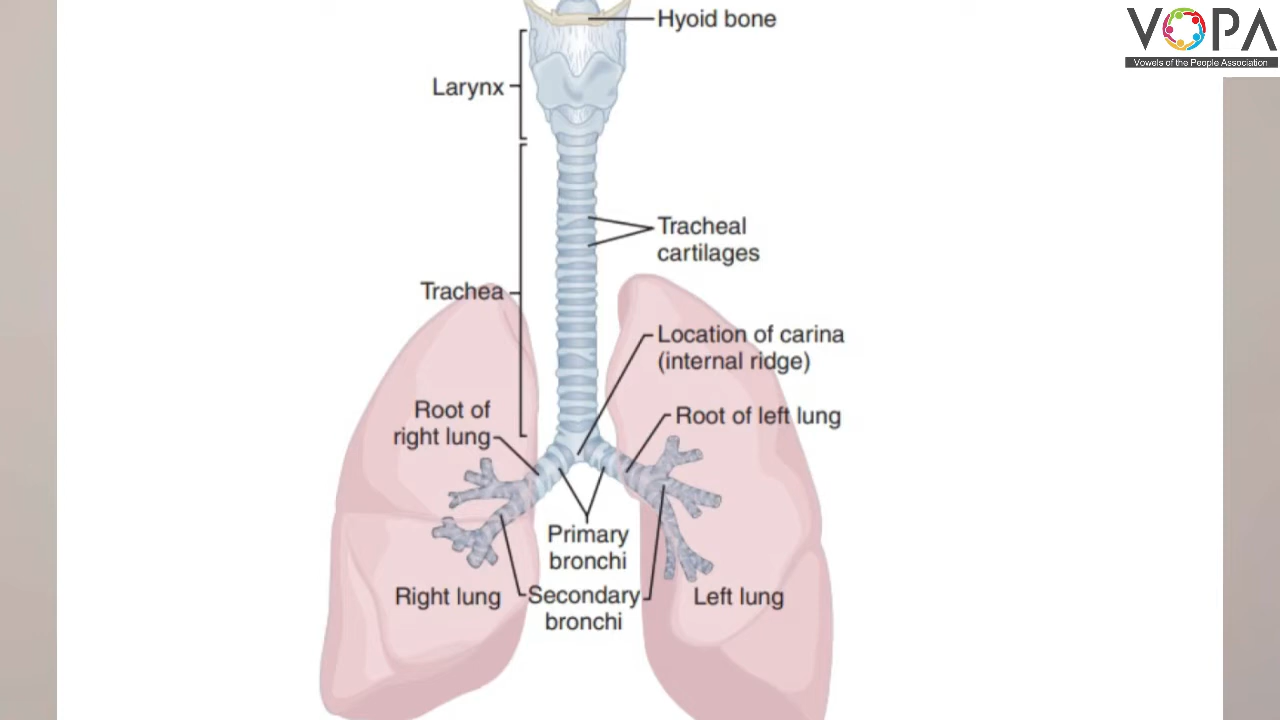 Hyoid bone
VOPA
Vowels of the People Association
Larynx
Tracheal
cartilages
Trachea
Location of carina
(internal ridge)
Root of
right lung
Root of left lung
Primary
bronchi
Right lung
Secondary
bronchi
Left lung